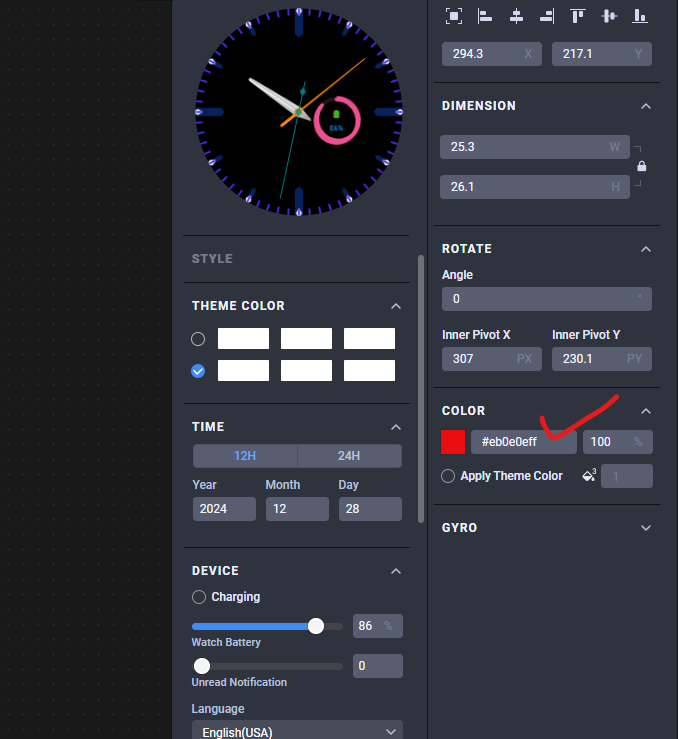 294.3 X 217.1 Y
DIMENSION
25.3 W
26.1 H
ROTATE
Angle
0 °
Inner Pivot X Inner Pivot Y
307 PX 230.1 PY
COLOR
#eb0e0eff 100 %
Apply Theme Color 3 1
GYRO
86%
STYLE
THEME COLOR
TIME
12H 24H
Year Month Day
2024 12 28
DEVICE
Charging
86 %
Watch Battery
0
Unread Notification
Language
English(USA)